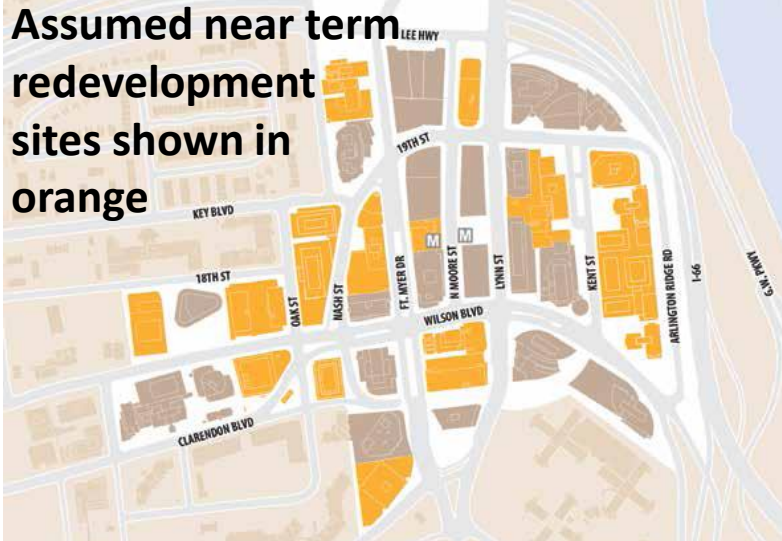 Assumed near term
redevelopment
sites shown in
orange
LEE HWY
19TH ST
KEY BLVD
18TH ST
OAK ST
NASH ST
FT. MYER DR
M
M
N MOORE ST
LYNN ST
KENT ST
ARLINGTON RIDGE RD
I-66
G.W. PKWY
WILSON BLVD
CLARENDON BLVD